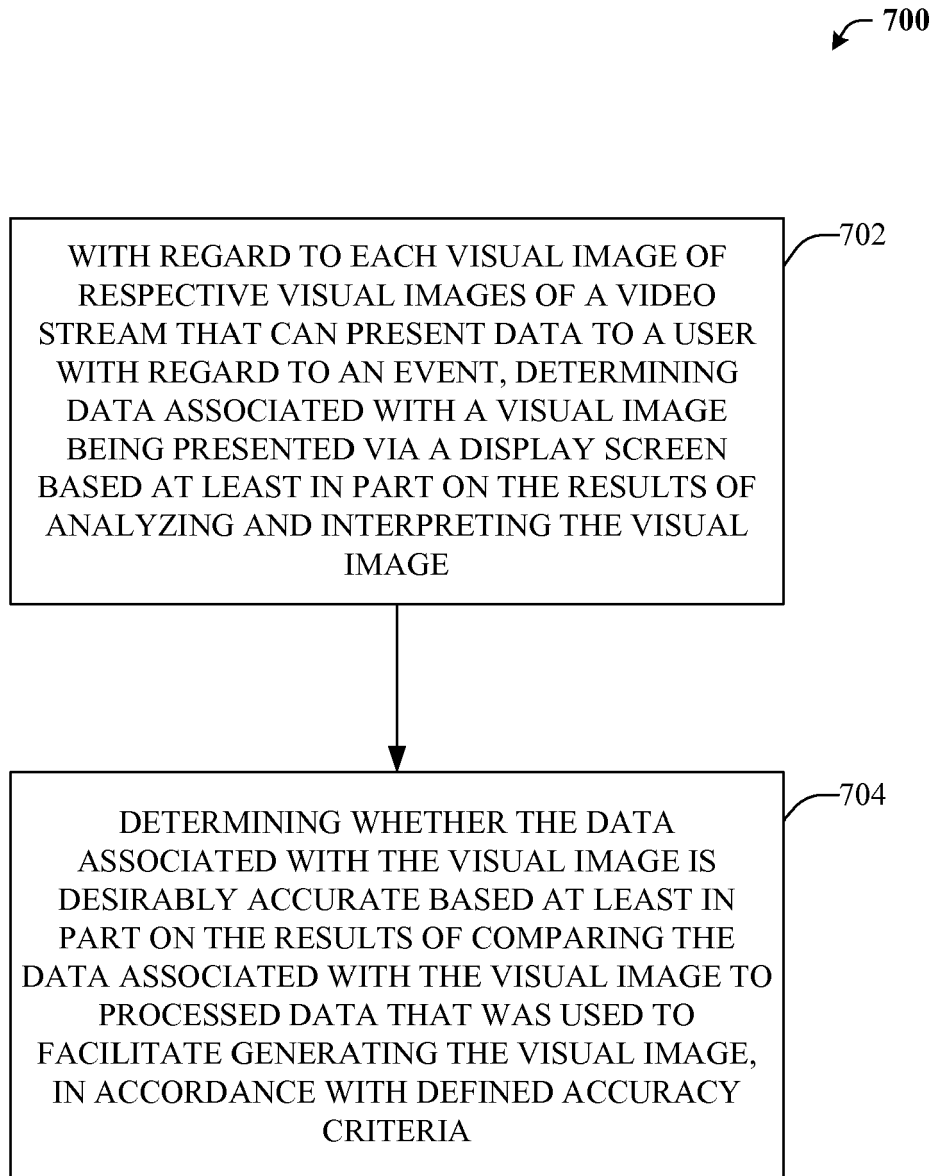 700
WITH REGARD TO EACH VISUAL IMAGE OF
RESPECTIVE VISUAL IMAGES OF A VIDEO
STREAM THAT CAN PRESENT DATA TO A USER
WITH REGARD TO AN EVENT, DETERMINING
DATA ASSOCIATED WITH A VISUAL IMAGE
BEING PRESENTED VIA A DISPLAY SCREEN
BASED AT LEAST IN PART ON THE RESULTS OF
ANALYZING AND INTERPRETING THE VISUAL
IMAGE
702
DETERMINING WHETHER THE DATA
ASSOCIATED WITH THE VISUAL IMAGE IS
DESIRABLY ACCURATE BASED AT LEAST IN
PART ON THE RESULTS OF COMPARING THE
DATA ASSOCIATED WITH THE VISUAL IMAGE TO
PROCESSED DATA THAT WAS USED TO
FACILITATE GENERATING THE VISUAL IMAGE,
IN ACCORDANCE WITH DEFINED ACCURACY
CRITERIA
704